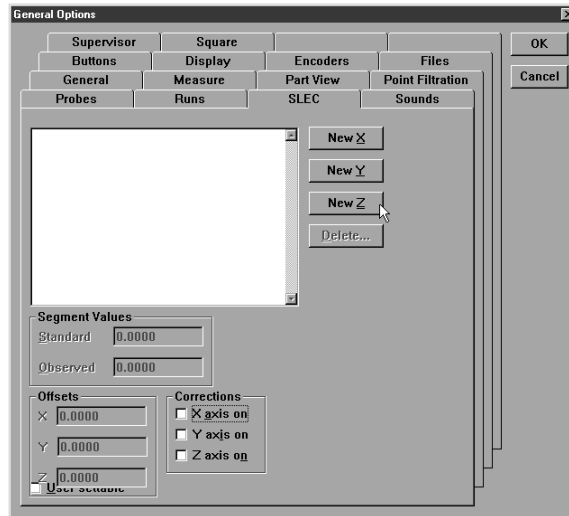 General Options
Supervisor Square
OK
Buttons Display Encoders Files
General Measure Part View Point Filtration
Cancel
Probes Runs SLEC Sounds
New X
New Y
New Z
Delete...
Segment Values
Standard 0.0000
Observed 0.0000
Offsets
X 0.0000
Y 0.0000
Z 0.0000
User settable
Corrections
X axis on
Y axis on
Z axis on